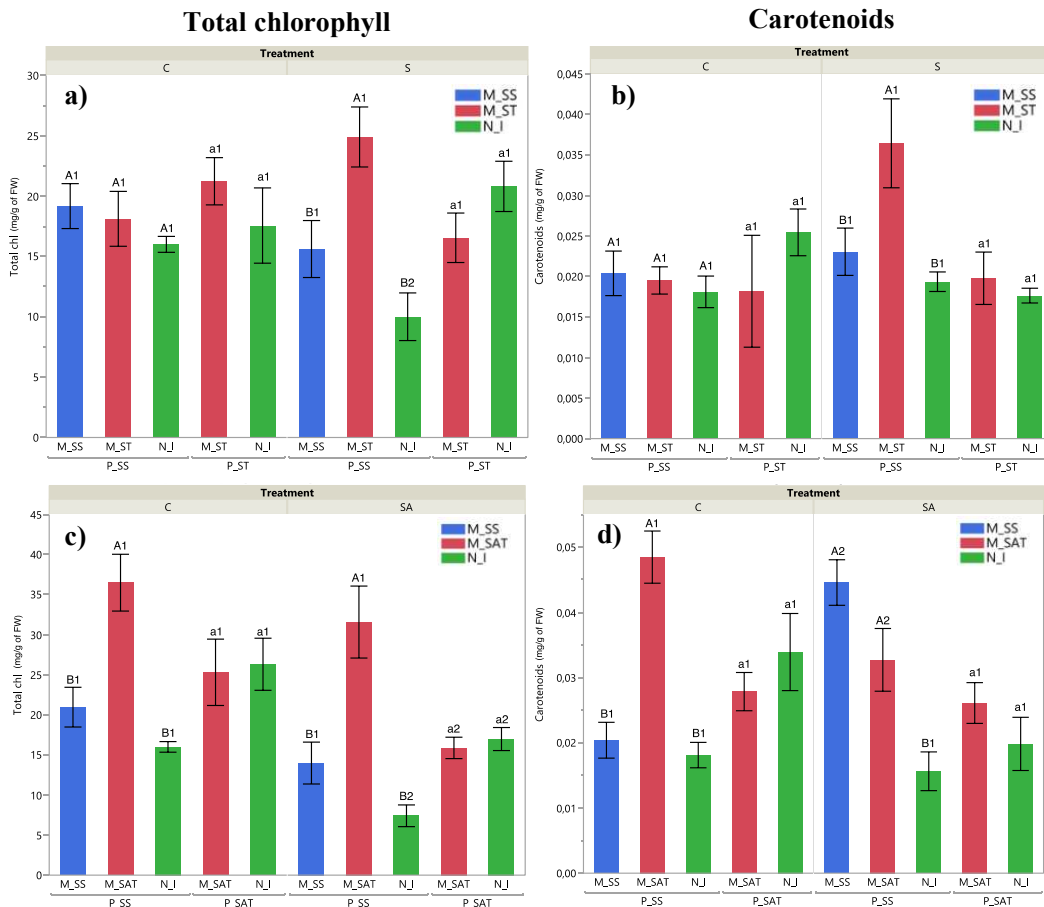 Total chlorophyll
Carotenoids
Treatment
C S
a)
M_SS
M_ST
N_I
Total chl (mg/g of FW)
30
25
20
15
10
5
0
A1 A1 A1 a1 a1 B1 A1 B2 a1 a1
M_SS M_ST N_I M_ST N_I M_SS M_ST N_I M_ST N_I
P_SS P_ST P_SS P_ST
Treatment
C S
b)
M_SS
M_ST
N_I
Carotenoids (mg/g of FW)
0,045
0,040
0,035
0,030
0,025
0,020
0,015
0,010
0,005
0,000
A1 A1 A1 a1 a1 B1 A1 B1 a1 a1
M_SS M_ST N_I M_ST N_I M_SS M_ST N_I M_ST N_I
P_SS P_ST P_SS P_ST
Treatment
C SA
c)
M_SS
M_SAT
N_I
Total chl (mg/g of FW)
45
40
35
30
25
20
15
10
5
0
B1 A1 B1 a1 a1 B1 A1 B2 a2 a2
M_SS M_SAT N_I M_SAT N_I M_SS M_SAT N_I M_SAT N_I
P_SS P_SAT P_SS P_SAT
Treatment
C SA
d)
M_SS
M_SAT
N_I
Carotenoids (mg/g of FW)
0,05
0,04
0,03
0,02
0,01
0,00
B1 A1 B1 a1 a1 A2 A2 B1 a1 a1
M_SS M_SAT N_I M_SAT N_I M_SS M_SAT N_I M_SAT N_I
P_SS P_SAT P_SS P_SAT